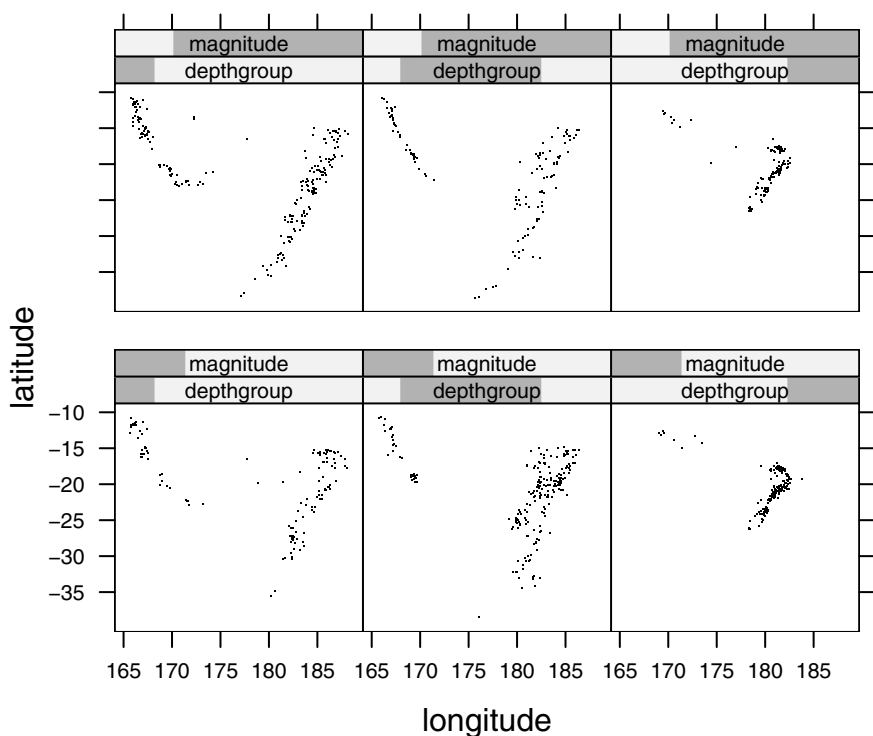 magnitude magnitude magnitude
depthgroup depthgroup depthgroup
latitude
magnitude magnitude magnitude
depthgroup depthgroup depthgroup
−10
−15
−20
−25
−30
−35
165 170 175 180 185 165 170 175 180 185 165 170 175 180 185
longitude